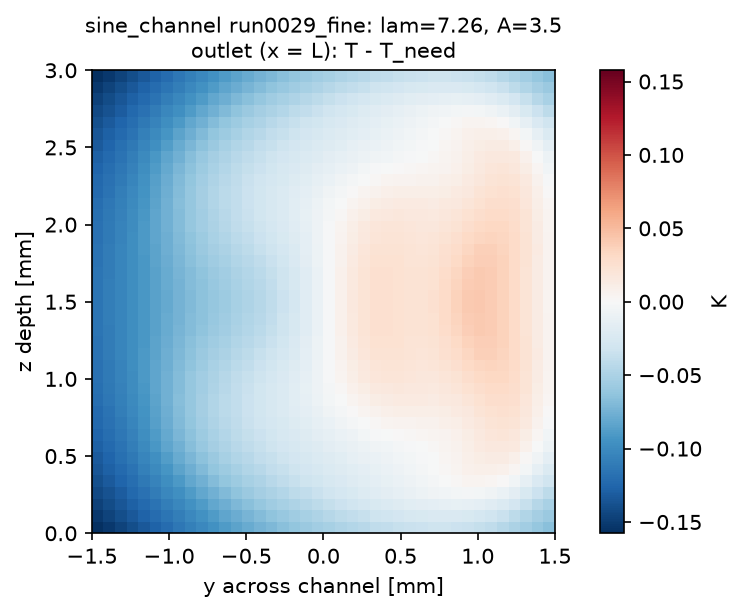 sine_channel run0029_fine: lam=7.26, A=3.5
outlet (x = L): T - T_need
3.0
2.5
2.0
1.5
1.0
0.5
0.0
z depth [mm]
−1.5 −1.0 −0.5 0.0 0.5 1.0 1.5
y across channel [mm]
0.15
0.10
0.05
0.00
−0.05
−0.10
−0.15
K